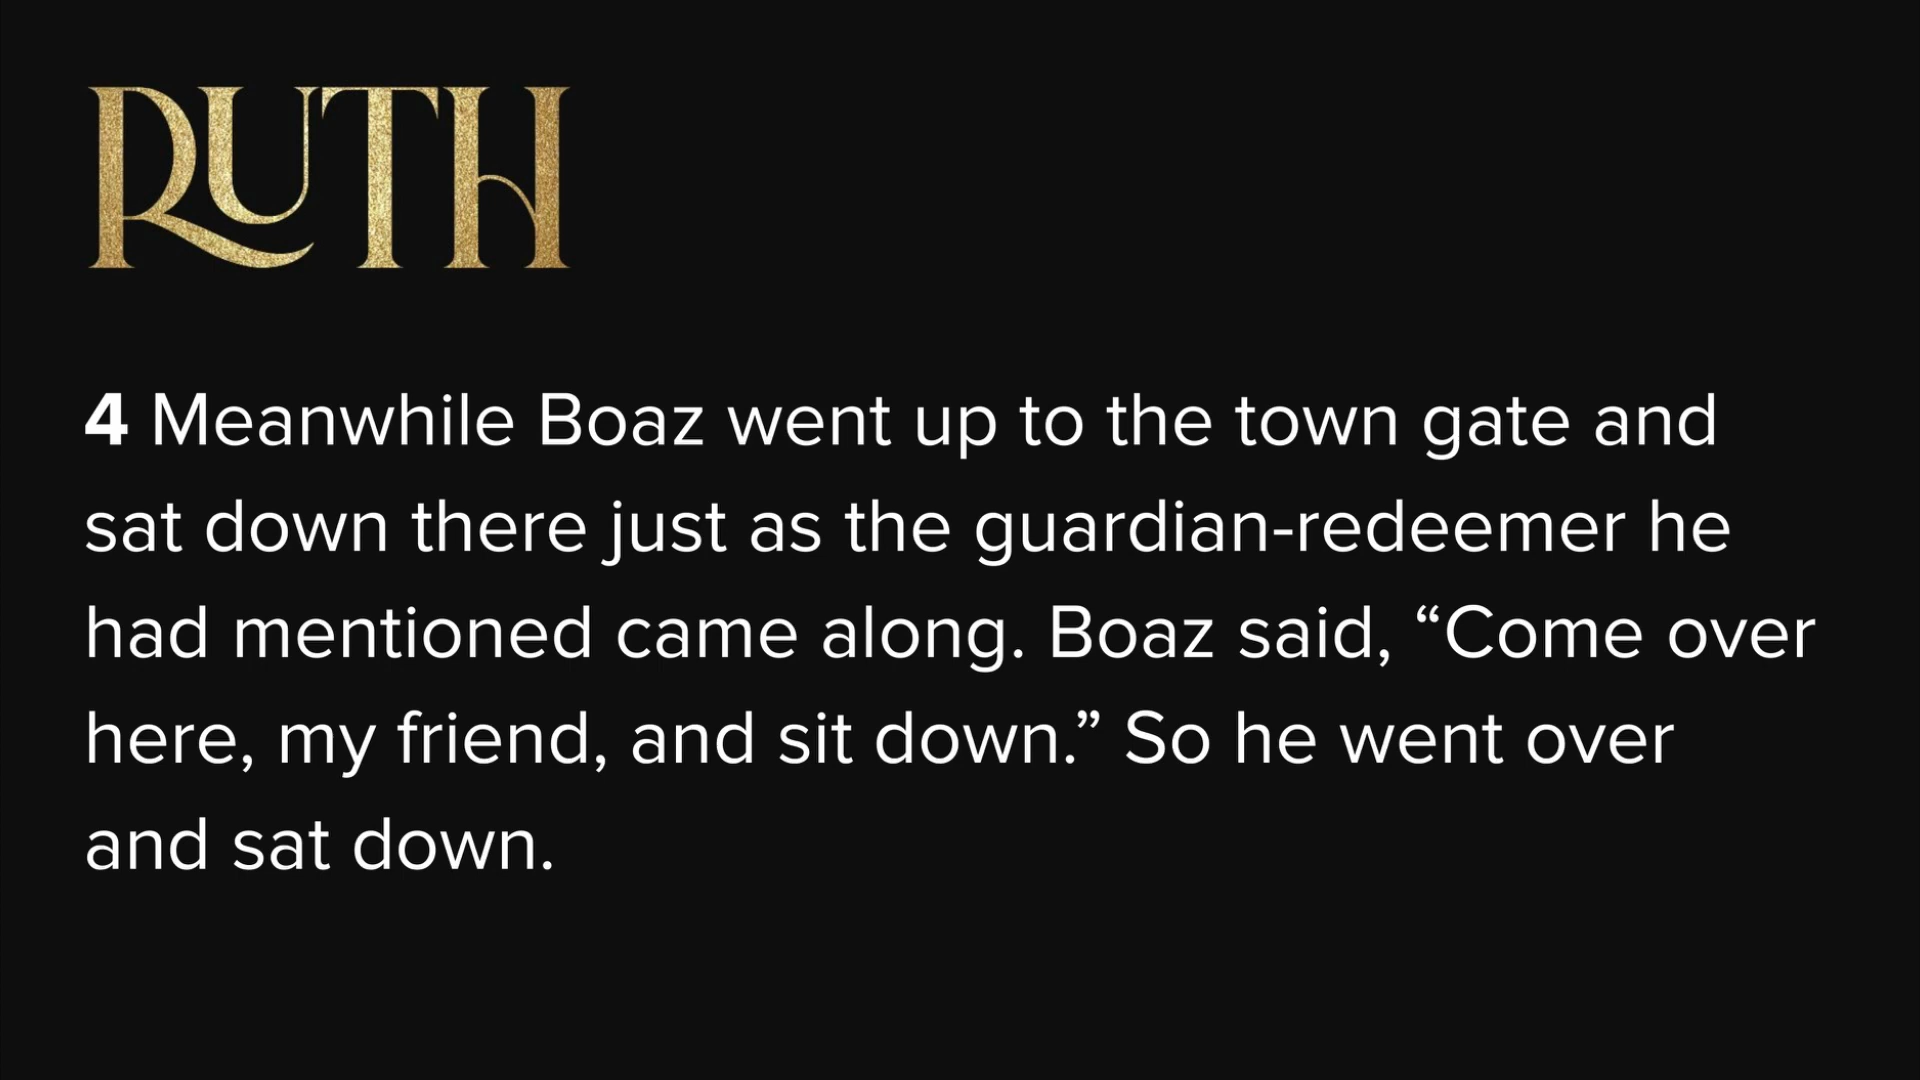 RUTH
4 Meanwhile Boaz went up to the town gate and
sat down there just as the guardian-redeemer he
had mentioned came along. Boaz said, “Come over
here, my friend, and sit down.” So he went over
and sat down.